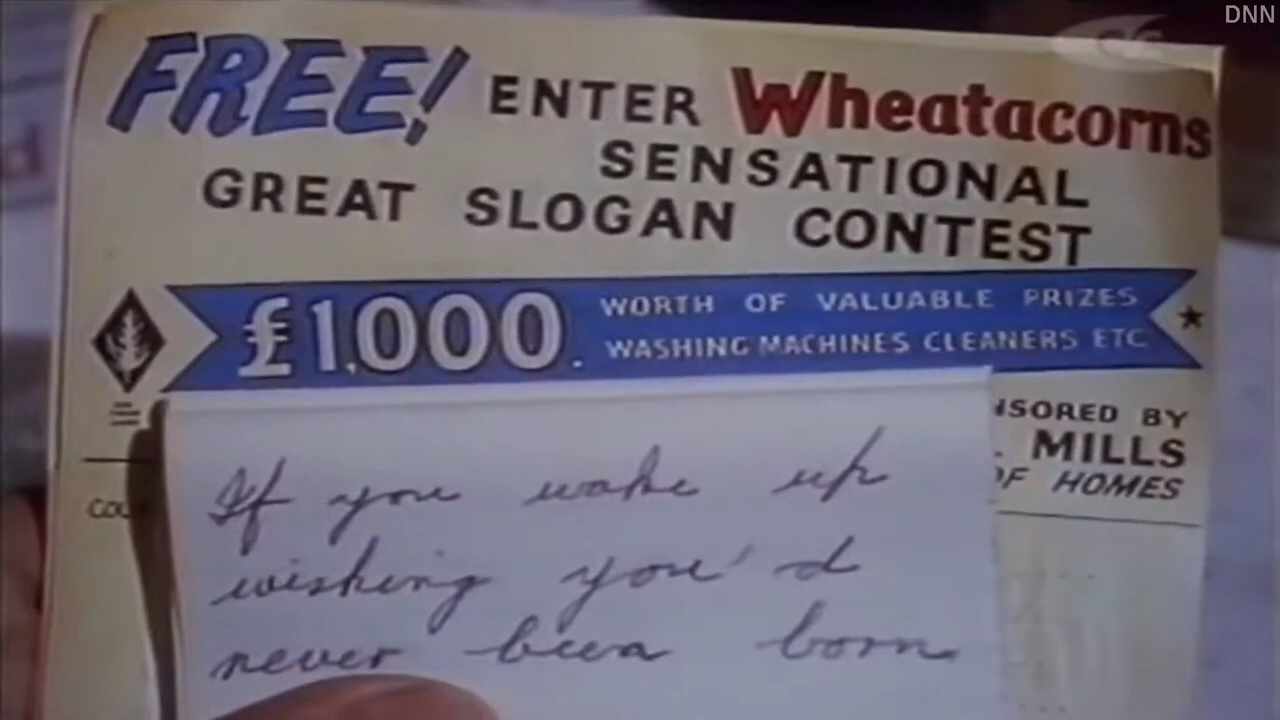 DNN
FREE! ENTER Wheatacorns
SENSATIONAL
GREAT SLOGAN CONTEST
£1,000. WORTH OF VALUABLE PRIZES
WASHING MACHINES CLEANERS ETC
NSORED BY
MILLS
OF HOMES
COU
If you wake up
wishing you'd
never been born